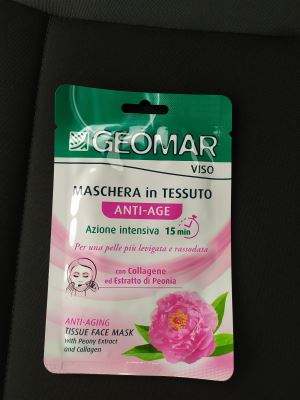 GEOMAR
VISO
MASCHERA in TESSUTO
ANTI-AGE
Azione intensiva 15 min
Per una pelle più levigata e rassodata
con Collagene
ed Estratto di Peonia
ANTI-AGING
TISSUE FACE MASK
with Peony Extract
and Collagen